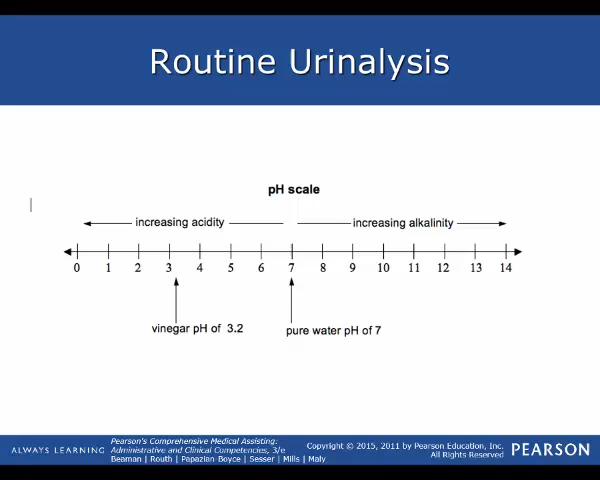 Routine Urinalysis
pH scale
increasing acidity increasing alkalinity
0 1 2 3 4 5 6 7 8 9 10 11 12 13 14
vinegar pH of 3.2 pure water pH of 7
ALWAYS LEARNING
Pearson's Comprehensive Medical Assisting:
Administrative and Clinical Competencies, 3/e
Beaman | Routh | Papazian Boyce | Sesser | Mills | Maly
Copyright © 2015, 2011 by Pearson Education, Inc.
All Rights Reserved
PEARSON